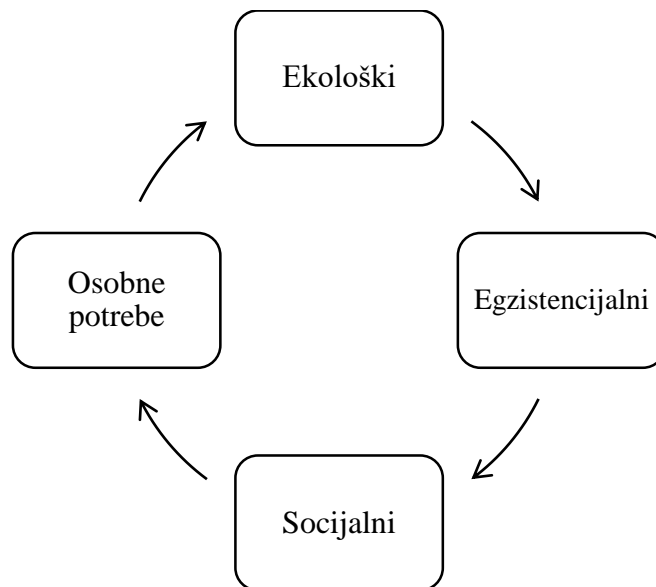 Ekološki
Egzistencijalni
Socijalni
Osobne
potrebe